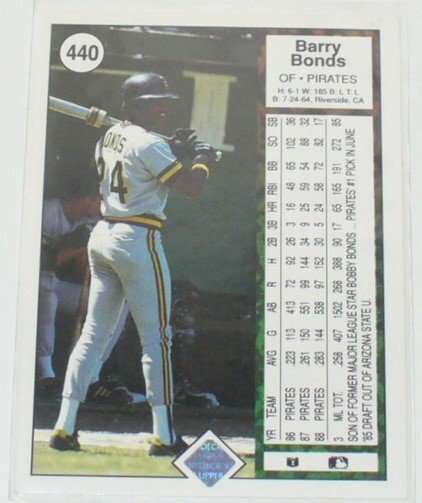 440
Barry
Bonds
OF • PIRATES
H: 6-1 W: 185 B: L T: L
B: 7-24-64, Riverside, CA
ONDS
24
YR TEAM AVG G AB R H 2B 3B HR RBI BB SO SB
86 PIRATES .223 113 413 72 92 26 3 16 48 65 102 36
87 PIRATES .261 150 551 99 144 34 9 25 59 54 88 32
88 PIRATES .283 144 538 97 152 30 5 24 58 72 82 17
3 ML TOT. .258 407 1502 268 388 90 17 65 165 191 272 85
SON OF FORMER MAJOR LEAGUE STAR BOBBY BONDS ... PIRATES' #1 PICK IN JUNE
'85 DRAFT OUT OF ARIZONA STATE U.
UPPER